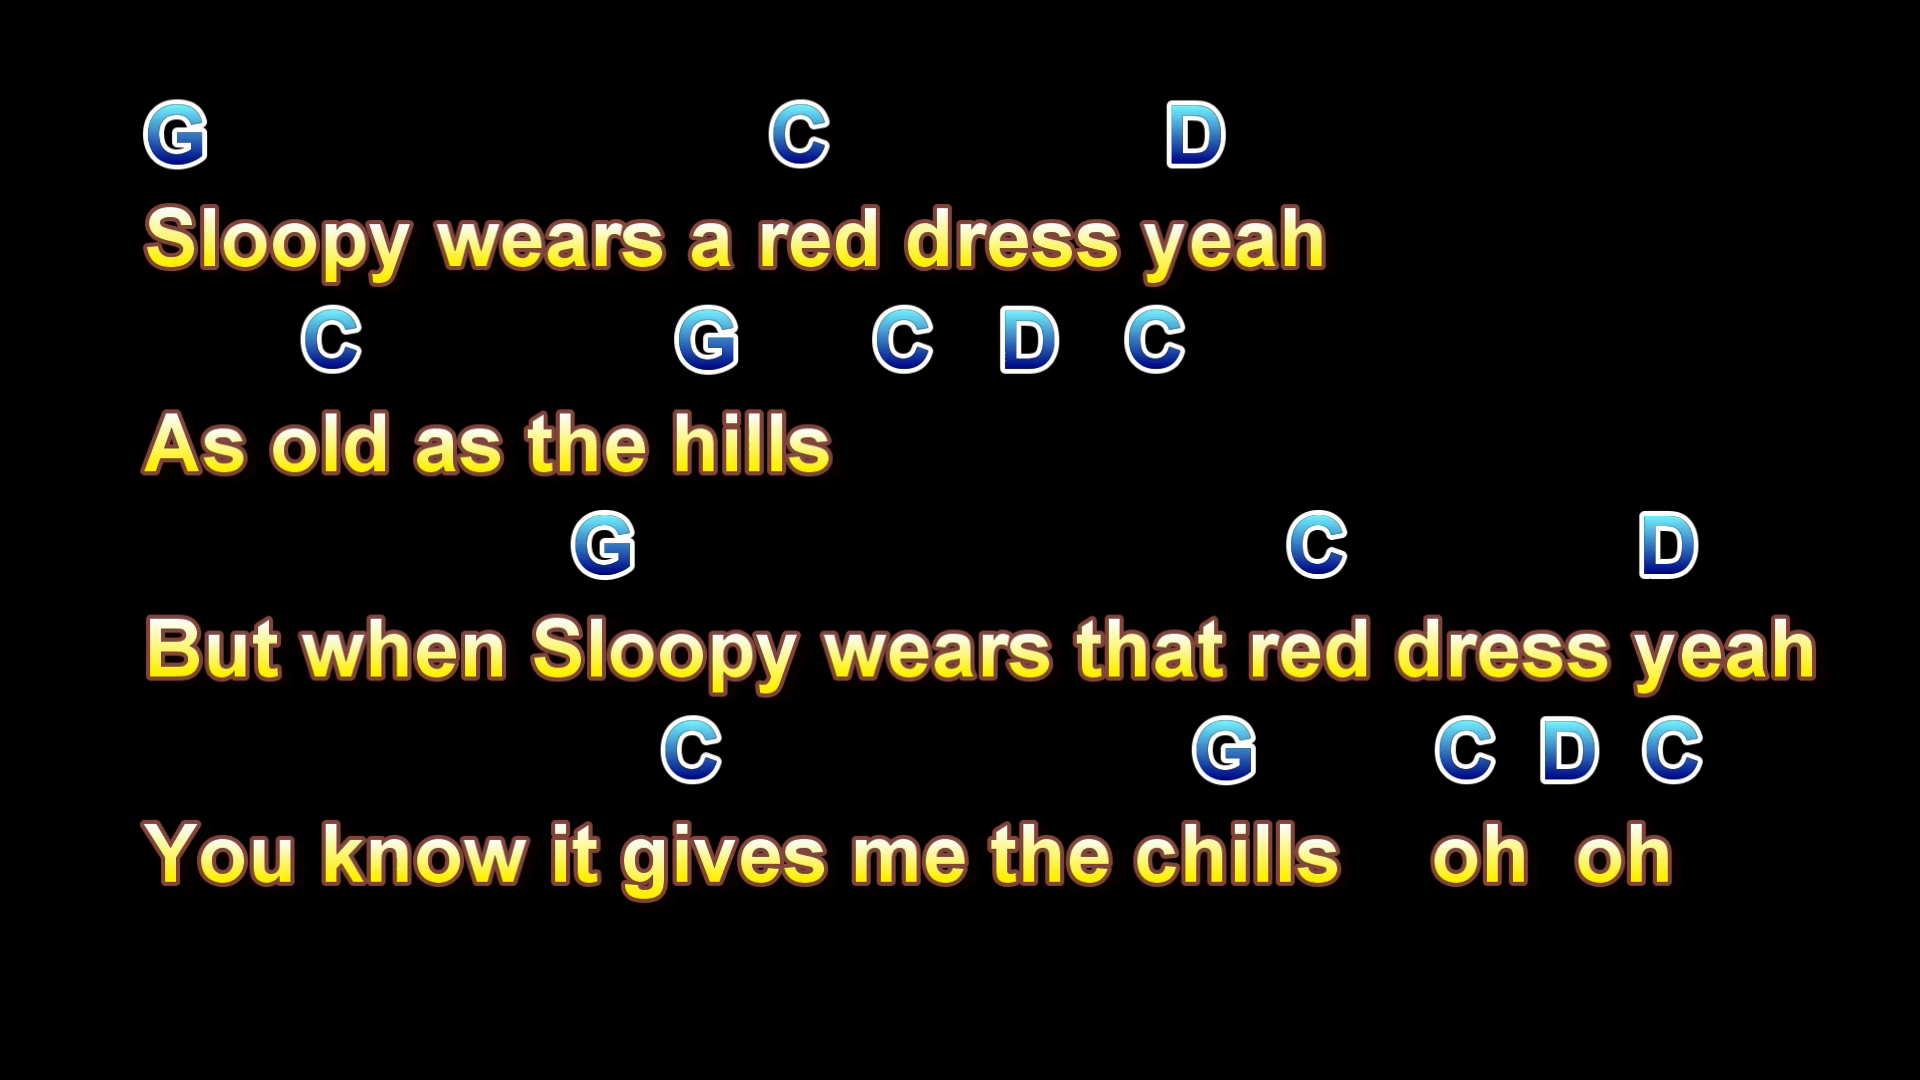 G C D
Sloopy wears a red dress yeah
C G C D C
As old as the hills
G C D
But when Sloopy wears that red dress yeah
C G C D C
You know it gives me the chills oh oh